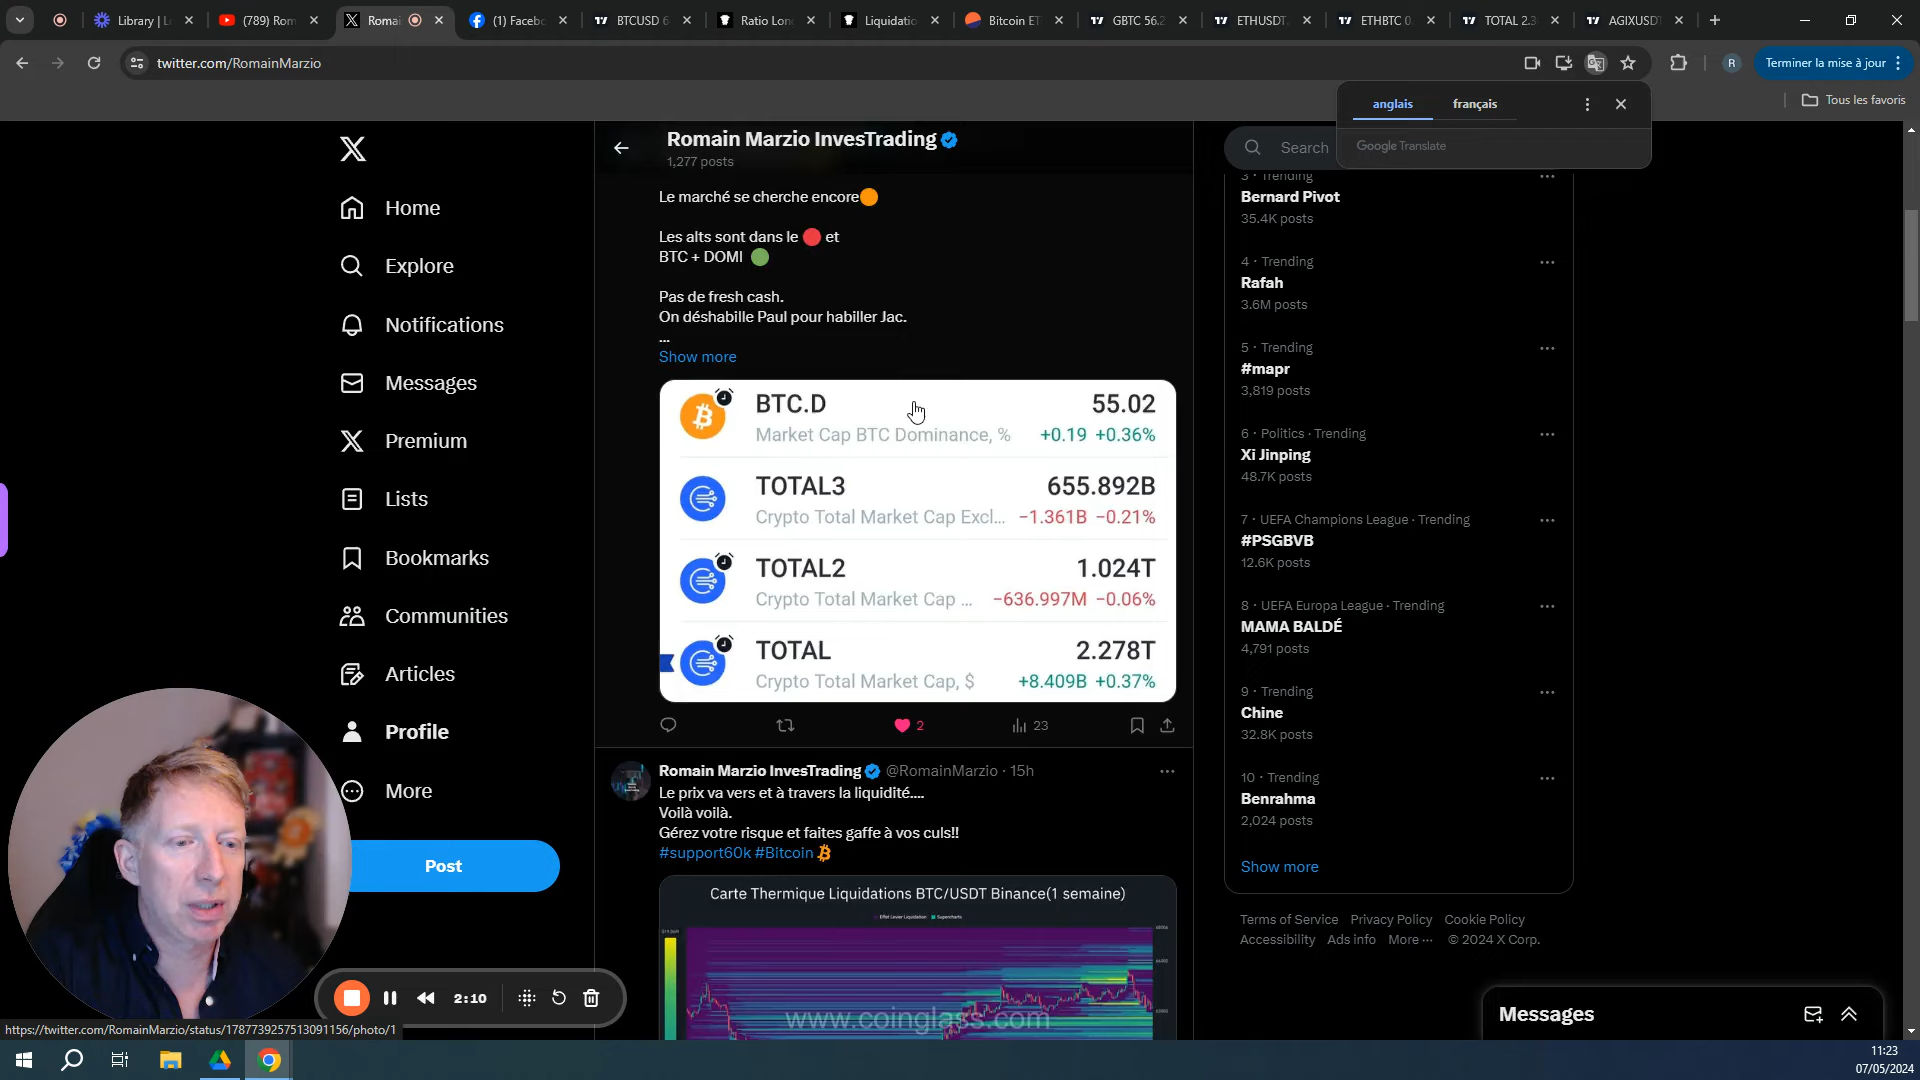 Library | L
(789) Rom
Romai
(1) Facebo
BTCUSD 6
Ratio Lon
Liquidatio
Bitcoin ET
GBTC 56.2
ETHUSDT
ETHBTC 0
TOTAL 2.3
AGIXUSDT
twitter.com/RomainMarzio
R
Terminer la mise à jour
Tous les favoris
anglais
français
Google Translate
Home
Explore
Notifications
Messages
Premium
Lists
Bookmarks
Communities
Articles
Profile
More
Post
Romain Marzio InvesTrading
1,277 posts
Le marché se cherche encore🟠
Les alts sont dans le 🔴 et
BTC + DOMI 🟢
Pas de fresh cash.
On déshabille Paul pour habiller Jac.
...
Show more
BTC.D 55.02
Market Cap BTC Dominance, % +0.19 +0.36%
TOTAL3 655.892B
Crypto Total Market Cap Excl... −1.361B −0.21%
TOTAL2 1.024T
Crypto Total Market Cap ... −636.997M −0.06%
TOTAL 2.278T
Crypto Total Market Cap, $ +8.409B +0.37%
2
23
Romain Marzio InvesTrading @RomainMarzio · 15h
Le prix va vers et à travers la liquidité....
Voilà voilà.
Gérez votre risque et faites gaffe à vos culs!!
#support60k #Bitcoin
Carte Thermique Liquidations BTC/USDT Binance(1 semaine)
www.coinglass.com
Search
3 · Trending
Bernard Pivot
35.4K posts
4 · Trending
Rafah
3.6M posts
5 · Trending
#mapr
3,819 posts
6 · Politics · Trending
Xi Jinping
48.7K posts
7 · UEFA Champions League · Trending
#PSGBVB
12.6K posts
8 · UEFA Europa League · Trending
MAMA BALDÉ
4,791 posts
9 · Trending
Chine
32.8K posts
10 · Trending
Benrahma
2,024 posts
Show more
Terms of Service Privacy Policy Cookie Policy
Accessibility Ads info More ··· © 2024 X Corp.
Messages
2:10
https://twitter.com/RomainMarzio/status/1787739257513091156/photo/1
11:23
07/05/2024